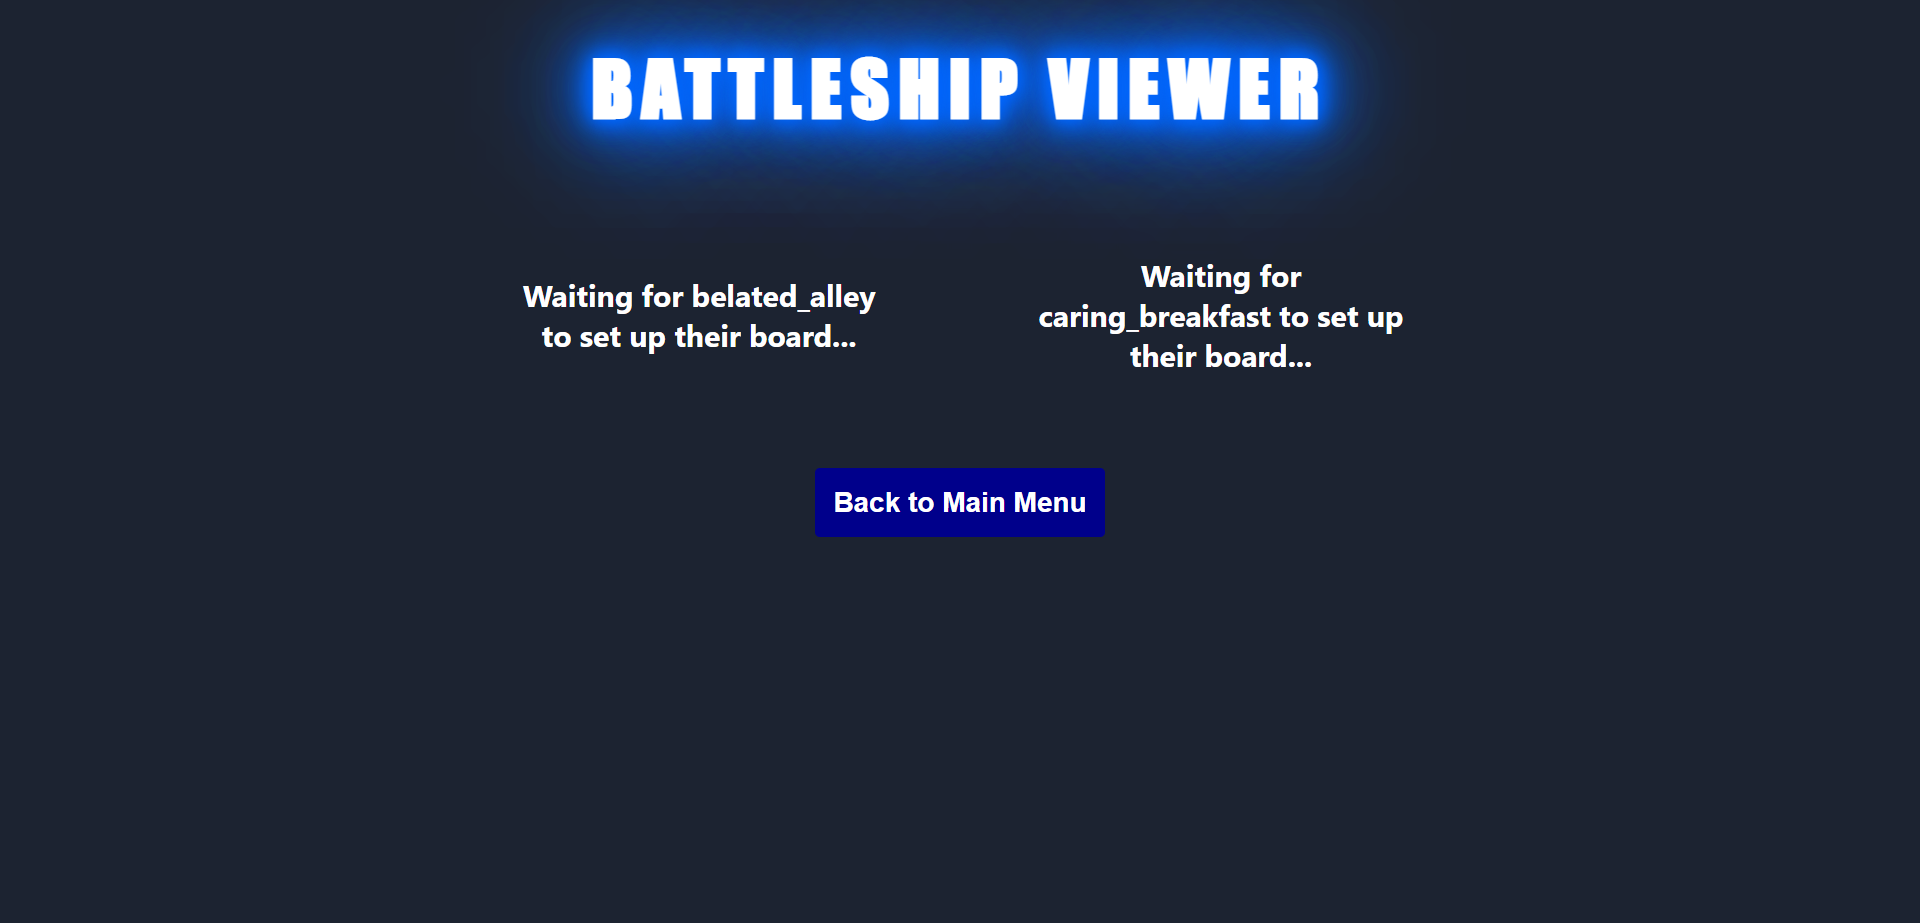 BATTLESHIP VIEWER
Waiting for belated_alley
to set up their board...
Waiting for
caring_breakfast to set up
their board...
Back to Main Menu